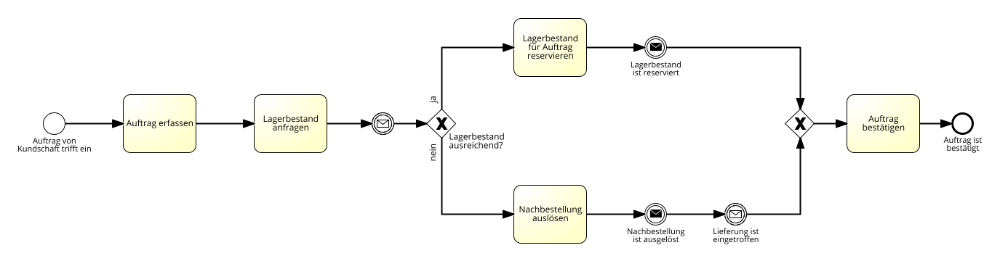 Auftrag von
Kundschaft trifft ein
Auftrag erfassen
Lagerbestand
anfragen
Lagerbestand
ausreichend?
ja
nein
Lagerbestand
für Auftrag
reservieren
Lagerbestand
ist reserviert
Nachbestellung
auslösen
Nachbestellung
ist ausgelöst
Lieferung ist
eingetroffen
Auftrag
bestätigen
Auftrag ist
bestätigt